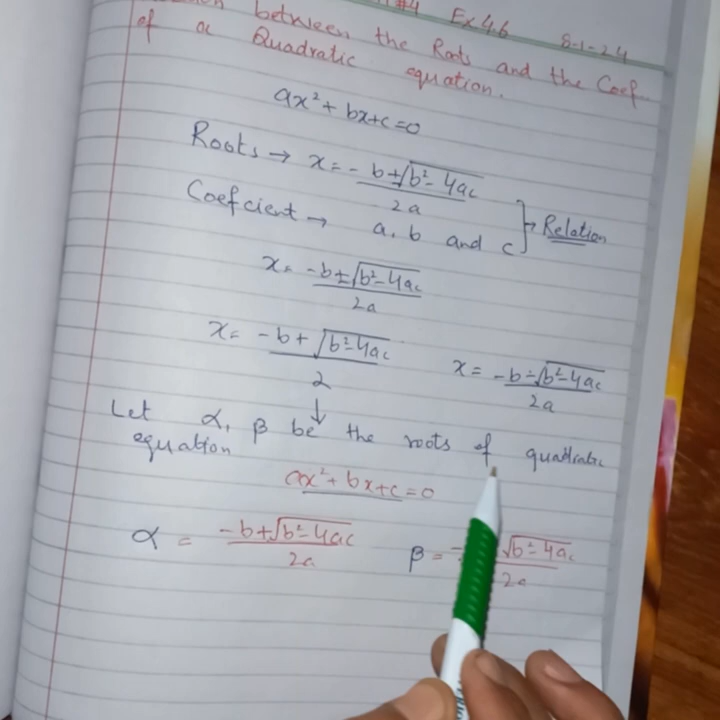 #4 Ex 4.6 8-1-24
between the Roots and the Coef
of a Quadratic equation.
ax² + bx+c=0
Roots → x = -b±√b²-4ac / 2a
Coefcient → a, b and c } → Relation
x = -b±√b²-4ac / 2a
x = -b+√b²-4ac / 2
x = -b-√b²-4ac / 2a
Let α, β be the roots of quadratic
equation
ax²+bx+c=0
α = -b+√b²-4ac / 2a β = - √b²-4ac / 2a